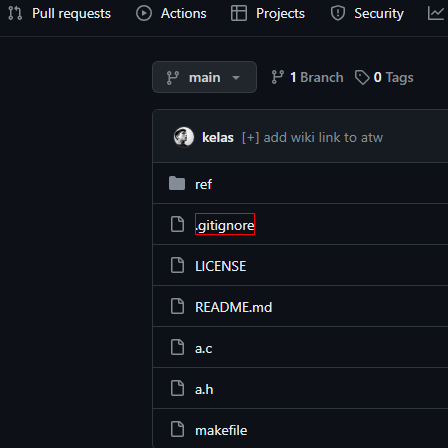 Pull requests Actions Projects Security
main 1 Branch 0 Tags
kelas [+] add wiki link to atw
ref
.gitignore
LICENSE
README.md
a.c
a.h
makefile